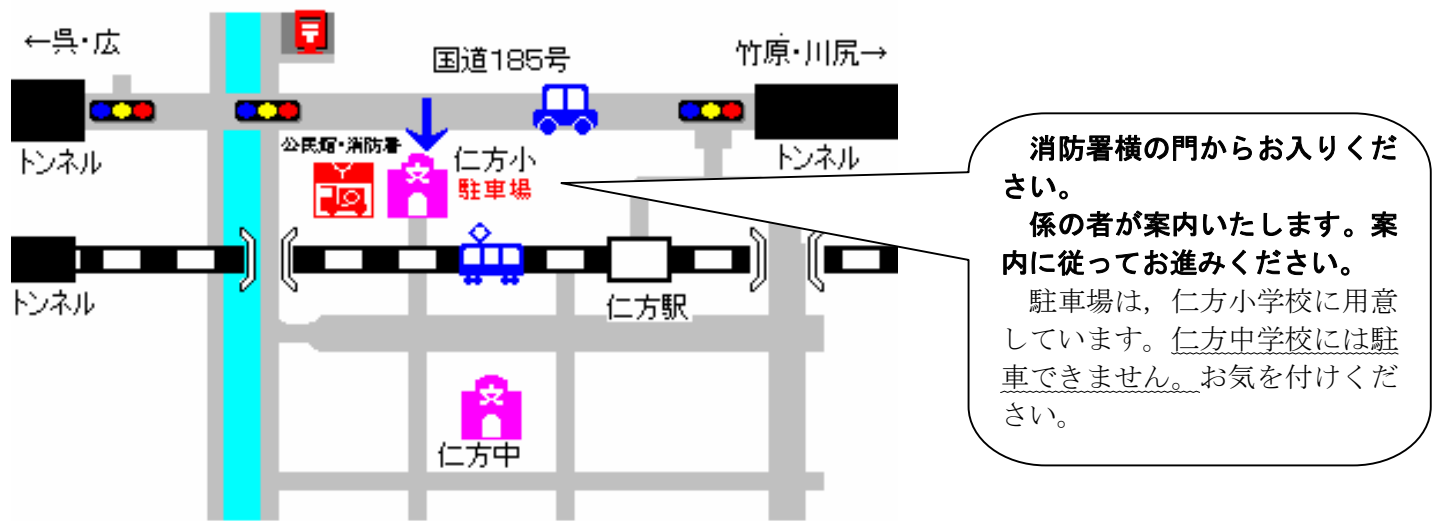 ←呉・広
国道185号
竹原・川尻→
トンネル
公民館・消防署
仁方小
駐車場
トンネル
トンネル
仁方駅
仁方中
消防署横の門からお入りくだ
さい。
係の者が案内いたします。案
内に従ってお進みください。
駐車場は，仁方小学校に用意
しています。仁方中学校には駐
車できません。お気を付けくだ
さい。